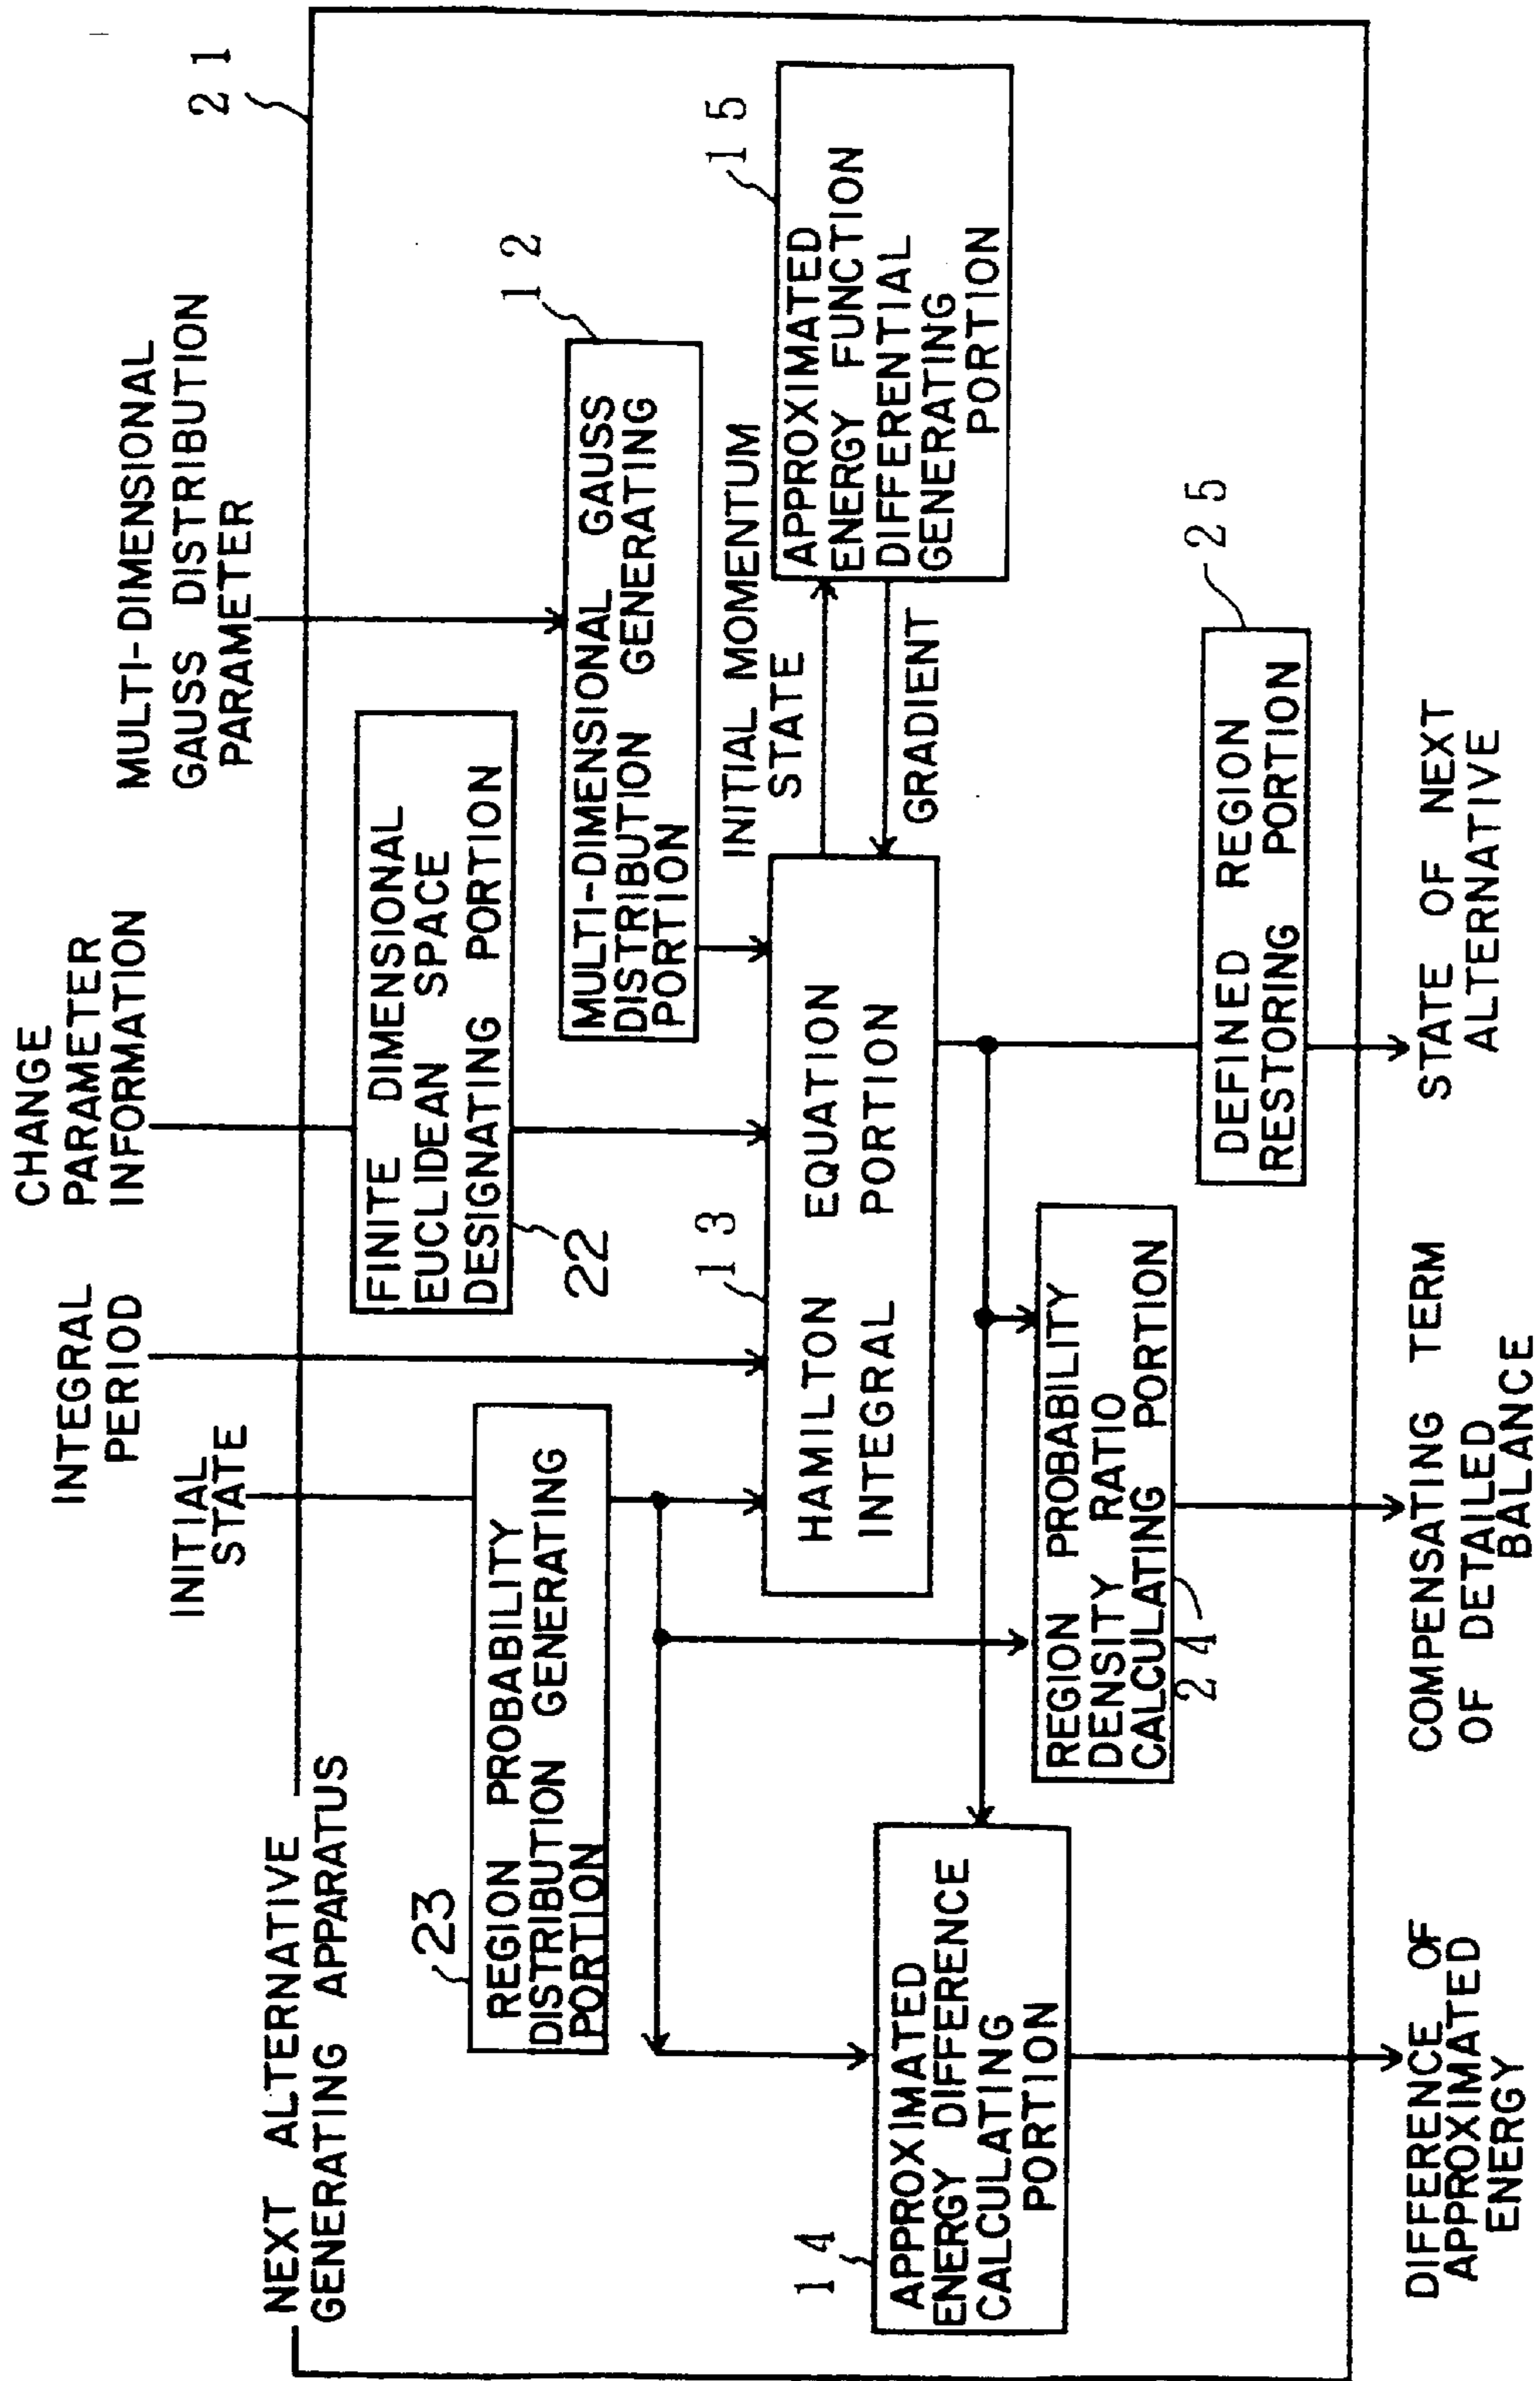 NEXT ALTERNATIVE
GENERATING APPARATUS
INITIAL
STATE
INTEGRAL
PERIOD
CHANGE
PARAMETER
INFORMATION
MULTI-DIMENSIONAL
GAUSS DISTRIBUTION
PARAMETER
21
23
REGION PROBABILITY
DISTRIBUTION GENERATING
PORTION
FINITE DIMENSIONAL
EUCLIDEAN SPACE
DESIGNATING PORTION
22
MULTI-DIMENSIONAL GAUSS
DISTRIBUTION GENERATING
PORTION
12
INITIAL MOMENTUM
13
HAMILTON EQUATION
INTEGRAL PORTION
STATE
GRADIENT
15
APPROXIMATED
ENERGY FUNCTION
DIFFERENTIAL
GENERATING
PORTION
14
APPROXIMATED
ENERGY DIFFERENCE
CALCULATING
PORTION
REGION PROBABILITY
DENSITY RATIO
CALCULATING PORTION
24
25
DEFINED REGION
RESTORING PORTION
DIFFERENCE OF
APPROXIMATED
ENERGY
COMPENSATING TERM
OF DETAILED
BALANCE
STATE OF NEXT
ALTERNATIVE